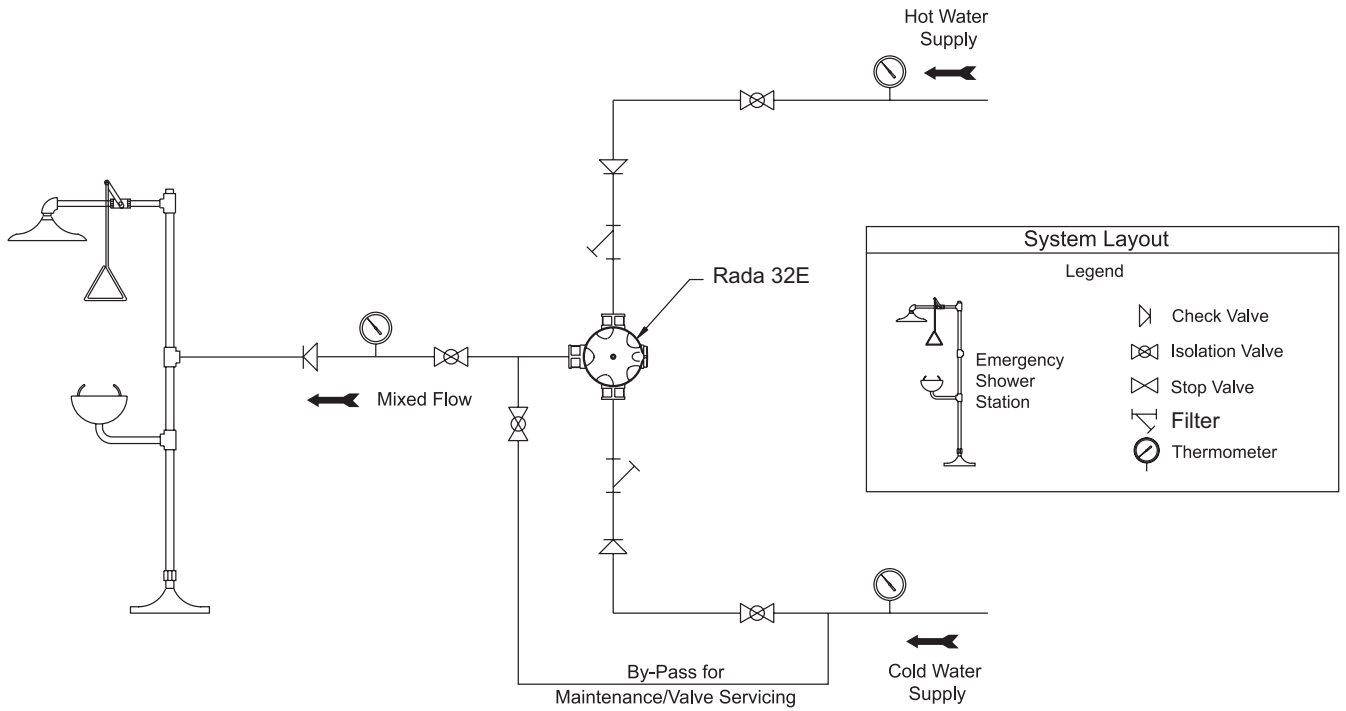 Hot Water
Supply
System Layout
Legend
Rada 32E
Check Valve
Isolation Valve
Emergency
Shower
Station
Stop Valve
Filter
Thermometer
Mixed Flow
By-Pass for
Maintenance/Valve Servicing
Cold Water
Supply